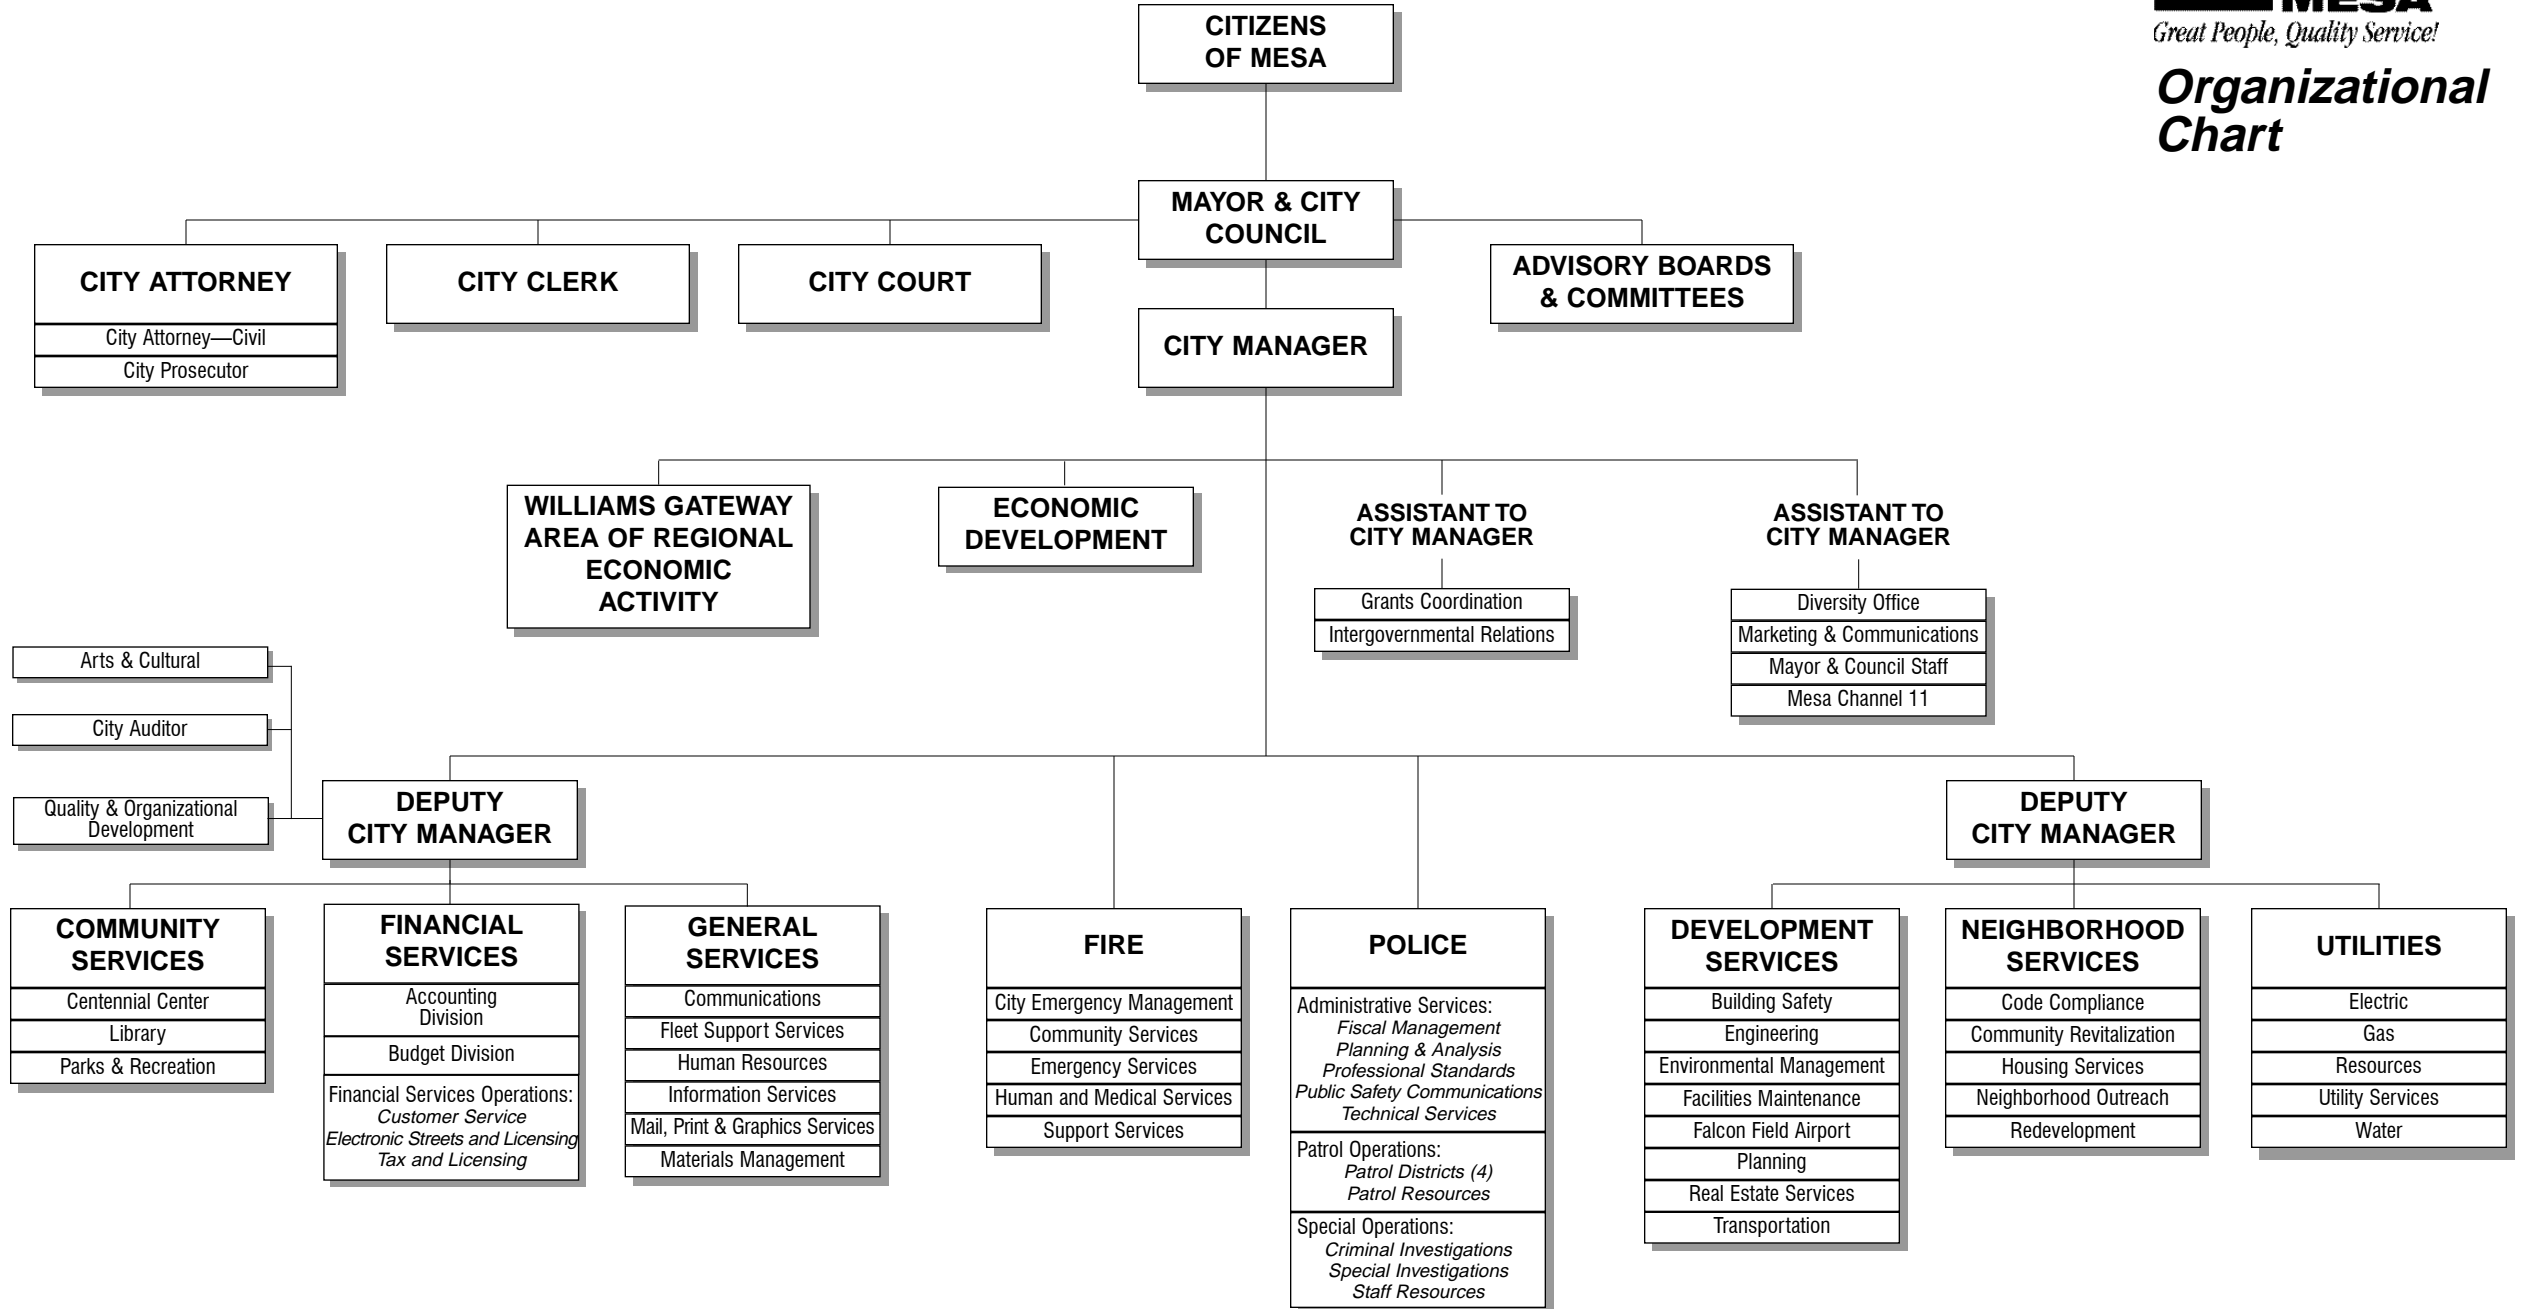 MESA
Great People, Quality Service!
Organizational
Chart
CITIZENS
OF MESA
MAYOR & CITY
COUNCIL
CITY ATTORNEY
City Attorney—Civil
City Prosecutor
CITY CLERK
CITY COURT
ADVISORY BOARDS
& COMMITTEES
CITY MANAGER
WILLIAMS GATEWAY
AREA OF REGIONAL
ECONOMIC
ACTIVITY
ECONOMIC
DEVELOPMENT
ASSISTANT TO
CITY MANAGER
Grants Coordination
Intergovernmental Relations
ASSISTANT TO
CITY MANAGER
Diversity Office
Marketing & Communications
Mayor & Council Staff
Mesa Channel 11
Arts & Cultural
City Auditor
Quality & Organizational
Development
DEPUTY
CITY MANAGER
DEPUTY
CITY MANAGER
COMMUNITY
SERVICES
Centennial Center
Library
Parks & Recreation
FINANCIAL
SERVICES
Accounting
Division
Budget Division
Financial Services Operations:
Customer Service
Electronic Streets and Licensing
Tax and Licensing
GENERAL
SERVICES
Communications
Fleet Support Services
Human Resources
Information Services
Mail, Print & Graphics Services
Materials Management
FIRE
City Emergency Management
Community Services
Emergency Services
Human and Medical Services
Support Services
POLICE
Administrative Services:
Fiscal Management
Planning & Analysis
Professional Standards
Public Safety Communications
Technical Services
Patrol Operations:
Patrol Districts (4)
Patrol Resources
Special Operations:
Criminal Investigations
Special Investigations
Staff Resources
DEVELOPMENT
SERVICES
Building Safety
Engineering
Environmental Management
Facilities Maintenance
Falcon Field Airport
Planning
Real Estate Services
Transportation
NEIGHBORHOOD
SERVICES
Code Compliance
Community Revitalization
Housing Services
Neighborhood Outreach
Redevelopment
UTILITIES
Electric
Gas
Resources
Utility Services
Water